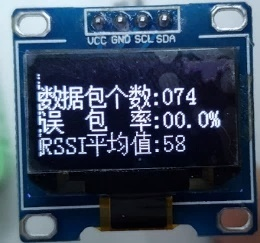 VCC GND SCL SDA
数据包个数:074
误 包 率:00.0%
RSSI平均值:58